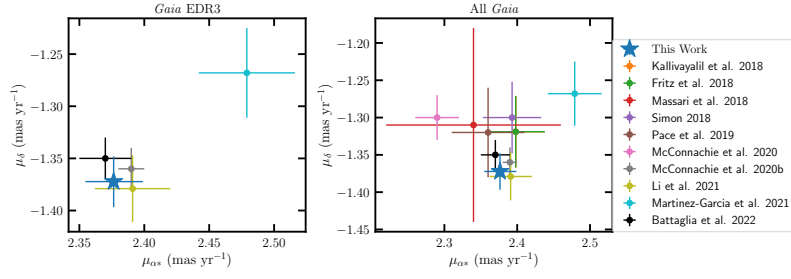 Gaia EDR3
−1.25
−1.30
−1.35
−1.40
μδ (mas yr−1)
2.35
2.40
2.45
2.50
μα∗ (mas yr−1)
All Gaia
−1.20
−1.25
−1.30
−1.35
−1.40
−1.45
μδ (mas yr−1)
2.3
2.4
2.5
μα∗ (mas yr−1)
This Work
Kallivayalil et al. 2018
Fritz et al. 2018
Massari et al. 2018
Simon 2018
Pace et al. 2019
McConnachie et al. 2020
McConnachie et al. 2020b
Li et al. 2021
Martinez-Garcia et al. 2021
Battaglia et al. 2022